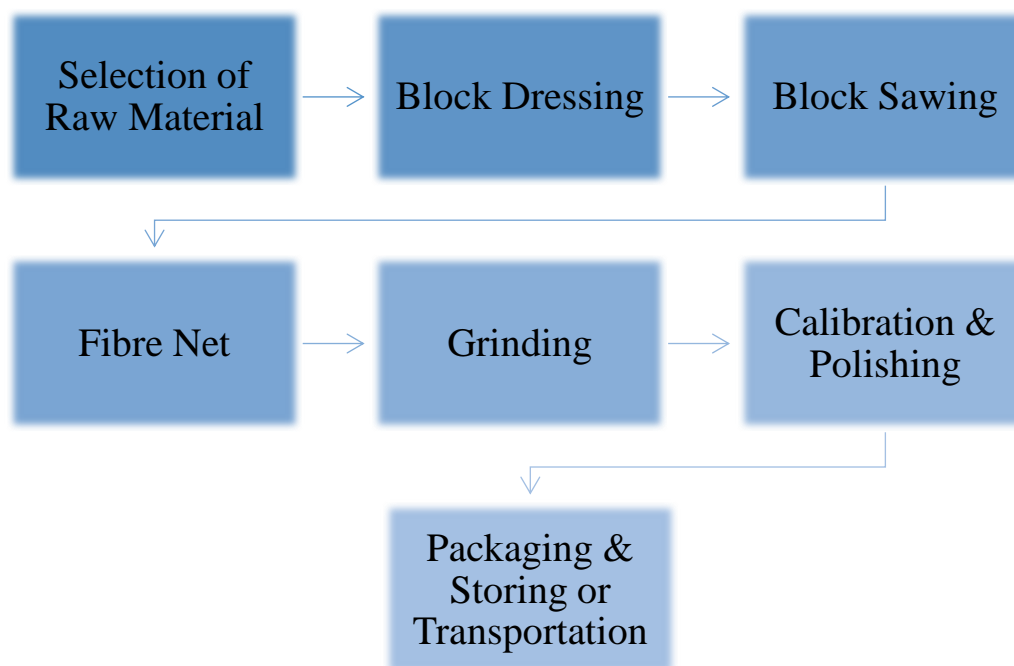 Selection of
Raw Material
Block Dressing
Block Sawing
Fibre Net
Grinding
Calibration &
Polishing
Packaging &
Storing or
Transportation